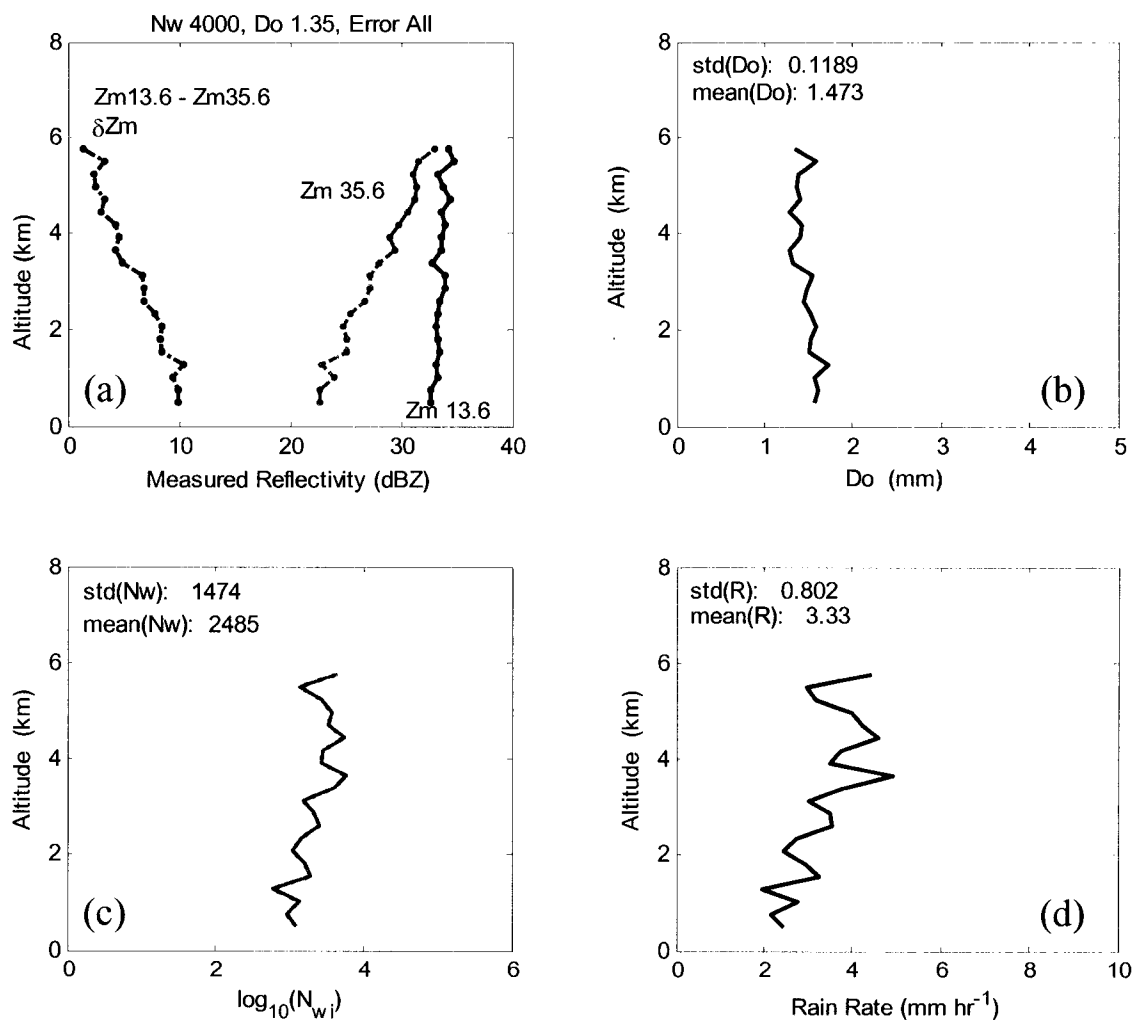 Nw 4000, Do 1.35, Error All
8
6
4
2
0
Altitude (km)
Zm13.6 - Zm35.6
δZm
Zm 35.6
Zm 13.6
(a)
0
10
20
30
40
Measured Reflectivity (dBZ)
8
6
4
2
0
Altitude (km)
std(Do): 0.1189
mean(Do): 1.473
(b)
0
1
2
3
4
5
Do (mm)
8
6
4
2
0
Altitude (km)
std(Nw): 1474
mean(Nw): 2485
(c)
0
2
4
6
log10(Nw i)
8
6
4
2
0
Altitude (km)
std(R): 0.802
mean(R): 3.33
(d)
0
2
4
6
8
10
Rain Rate (mm hr-1)